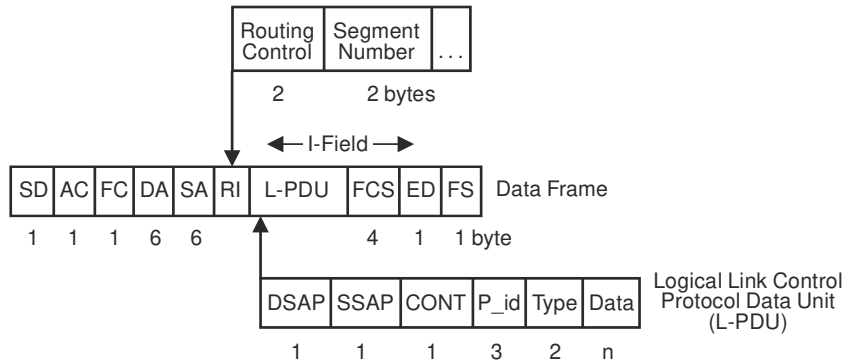 Routing Control Segment Number ...
2 2 bytes
I-Field
SD AC FC DA SA RI L-PDU FCS ED FS Data Frame
1 1 1 6 6 4 1 1 byte
DSAP SSAP CONT P_id Type Data
1 1 1 3 2 n
Logical Link Control
Protocol Data Unit
(L-PDU)